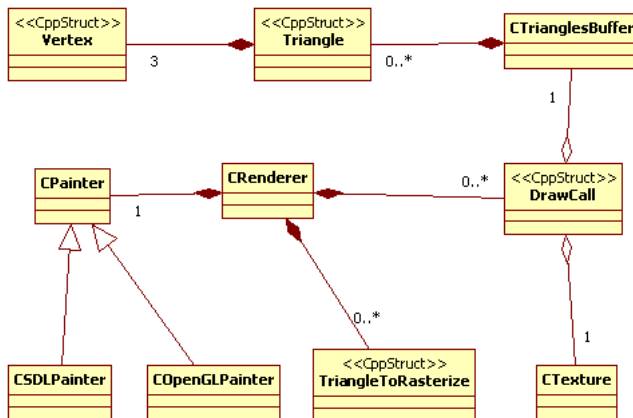 <<CppStruct>>
Vertex
3
<<CppStruct>>
Triangle
0..*
CTrianglesBuffer
1
CPainter
1
CRenderer
0..*
<<CppStruct>>
DrawCall
0..*
1
CSDLPainter
COpenGLPainter
<<CppStruct>>
TriangleToRasterize
CTexture